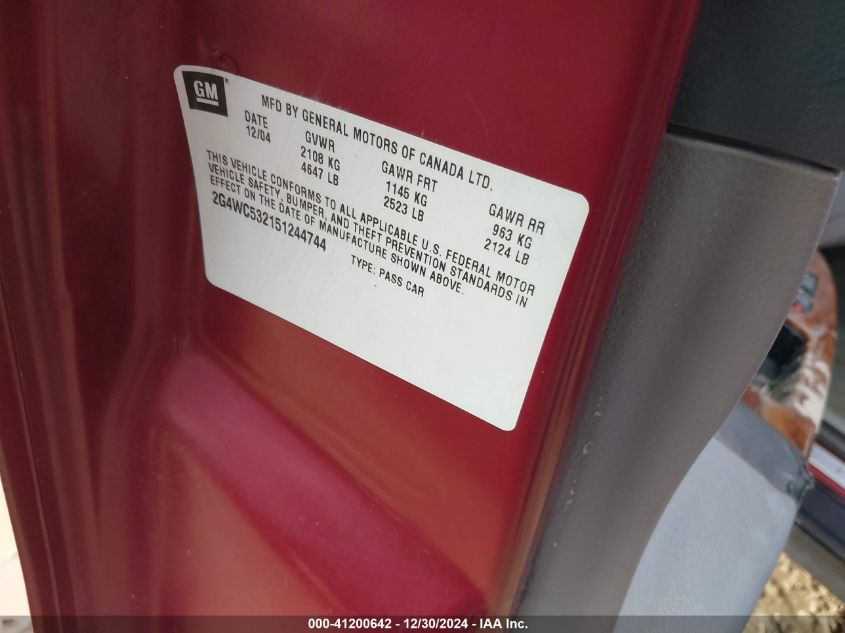 GM
MFD BY GENERAL MOTORS OF CANADA LTD.
DATE GVWR GAWR FRT GAWR RR
12/04 2108 KG 1145 KG 963 KG
4647 LB 2523 LB 2124 LB
THIS VEHICLE CONFORMS TO ALL APPLICABLE U.S. FEDERAL MOTOR
VEHICLE SAFETY, BUMPER, AND THEFT PREVENTION STANDARDS IN
EFFECT ON THE DATE OF MANUFACTURE SHOWN ABOVE.
2G4WC532151244744
TYPE: PASS CAR
000-41200642 / 12/30/2024 - IAA Inc.